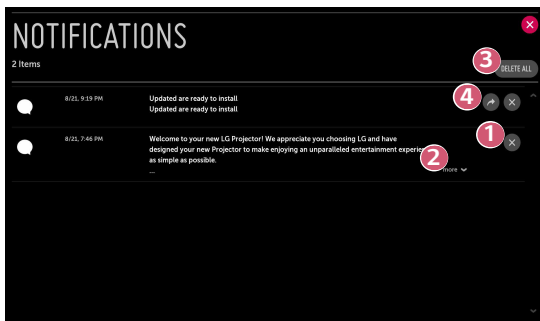 NOTIFICATIONS
2 Items
3
DELETE ALL
4
8/21, 9:19 PM
Updated are ready to install
Updated are ready to install
1
8/21, 7:46 PM
Welcome to your new LG Projector! We appreciate you choosing LG and have
designed your new Projector to make enjoying an unparalleled entertainment experie
as simple as possible.
...
2
more